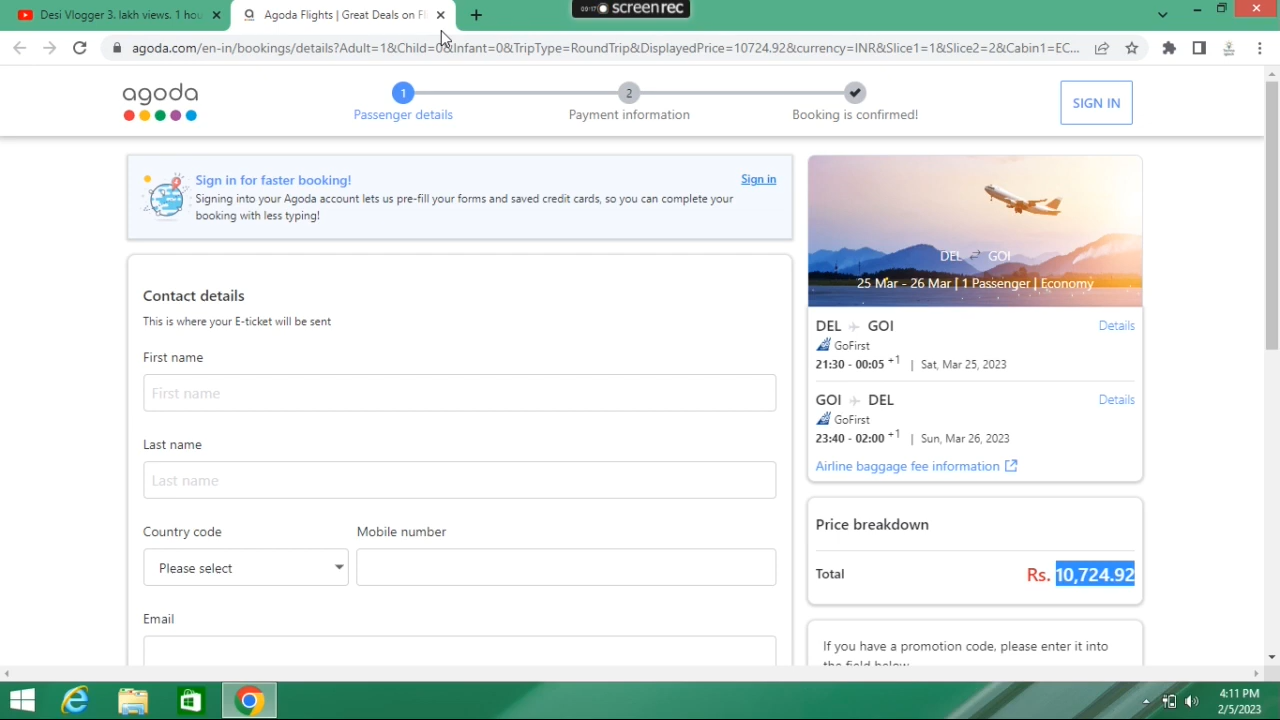 00:17 screenrec
Desi Vlogger 3. lakh views. 1 hou
Agoda Flights | Great Deals on Fl
agoda.com/en-in/bookings/details?Adult=1&Child=0&Infant=0&TripType=RoundTrip&DisplayedPrice=10724.92&currency=INR&Slice1=1&Slice2=2&Cabin1=EC...
agoda
1
2
Passenger details
Payment information
Booking is confirmed!
SIGN IN
Sign in for faster booking!
Sign in
Signing into your Agoda account lets us pre-fill your forms and saved credit cards, so you can complete your
booking with less typing!
Contact details
This is where your E-ticket will be sent
First name
First name
Last name
Last name
Country code
Mobile number
Please select
Email
DEL ⇄ GOI
25 Mar - 26 Mar | 1 Passenger | Economy
DEL GOI
Details
GoFirst
21:30 - 00:05 +1 | Sat, Mar 25, 2023
GOI DEL
Details
GoFirst
23:40 - 02:00 +1 | Sun, Mar 26, 2023
Airline baggage fee information
Price breakdown
Total
Rs. 10,724.92
If you have a promotion code, please enter it into
the field below
4:11 PM
2/5/2023